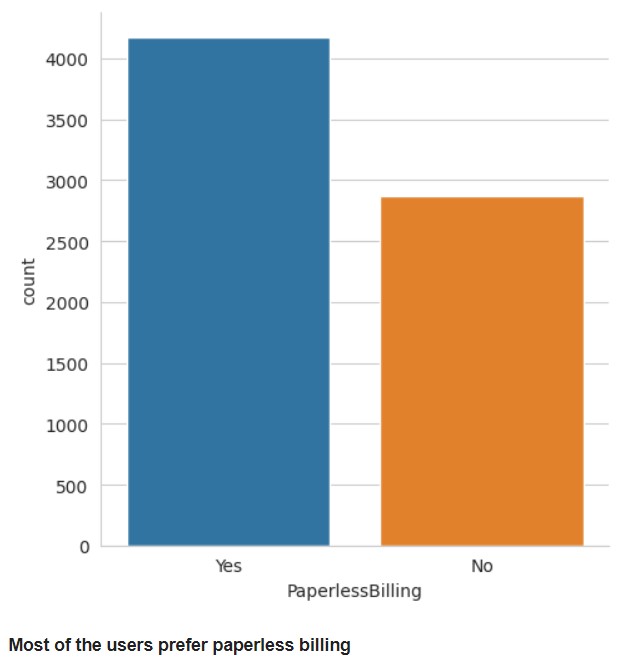 4000
3500
3000
2500
2000
1500
1000
500
0
count
Yes No
PaperlessBilling
Most of the users prefer paperless billing